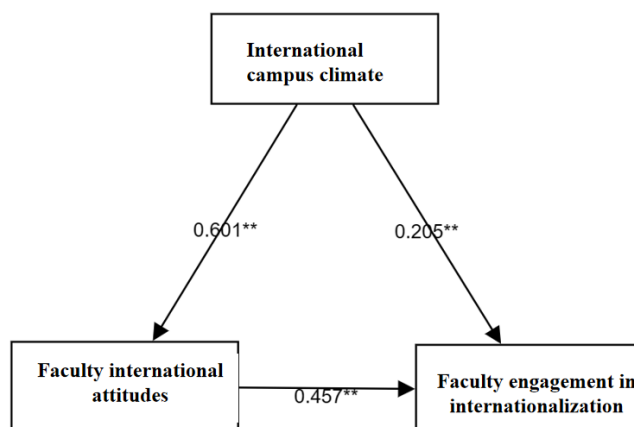 International
campus climate
0.601**
0.205**
Faculty international
attitudes
0.457**
Faculty engagement in
internationalization